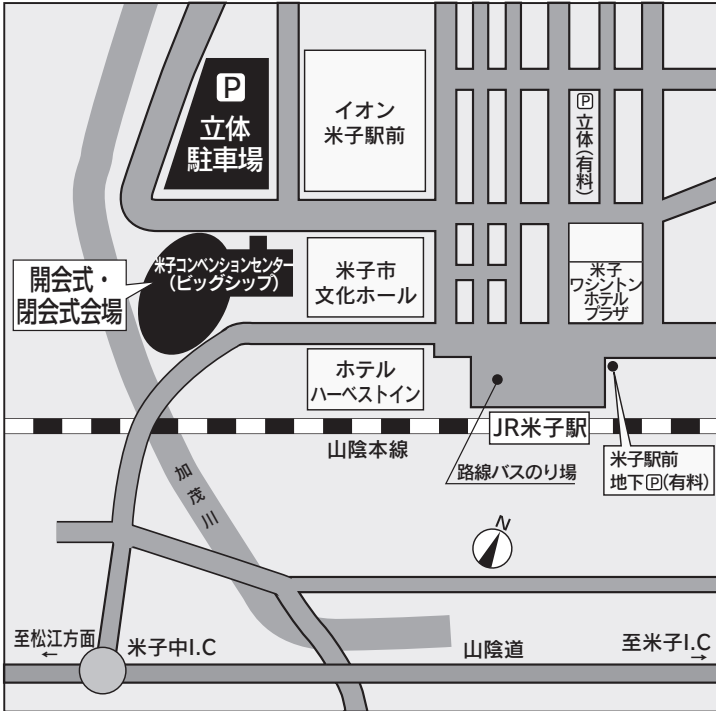 P
立体
駐車場
イオン
米子駅前
P
立体(有料)
米子コンベンションセンター
(ビッグシップ)
開会式・
閉会式会場
米子市
文化ホール
米子
ワシントン
ホテル
プラザ
ホテル
ハーベストイン
JR米子駅
山陰本線
路線バスのり場
米子駅前
地下P(有料)
加茂川
N
至松江方面
←
米子中I.C
山陰道
至米子I.C
→